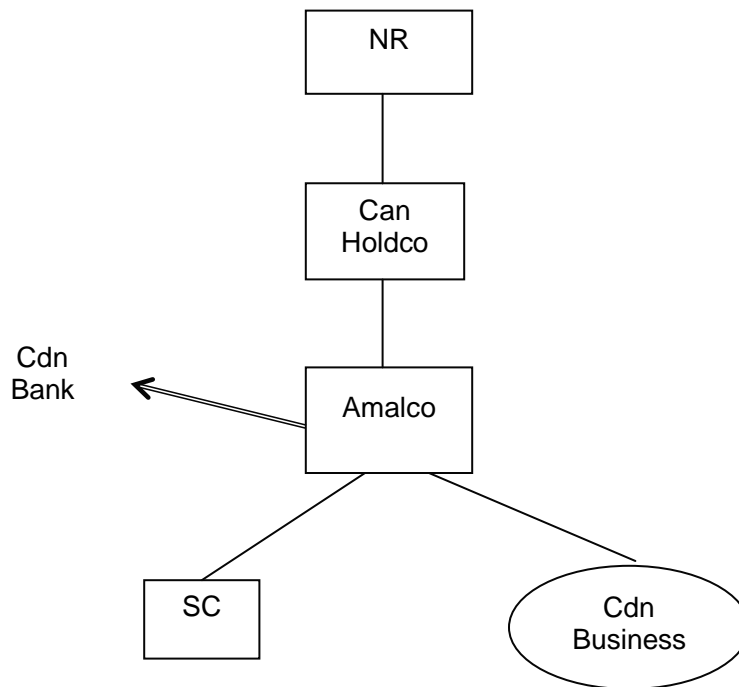 NR
Can
Holdco
Cdn
Bank
Amalco
SC
Cdn
Business